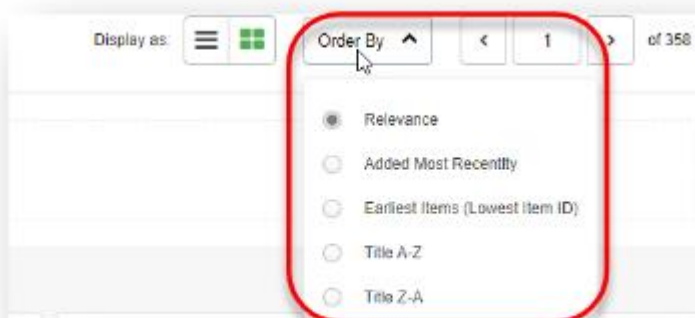 Display as: Order By 1 of 358
Relevance
Added Most Recently
Earliest Items (Lowest Item ID)
Title A-Z
Title Z-A